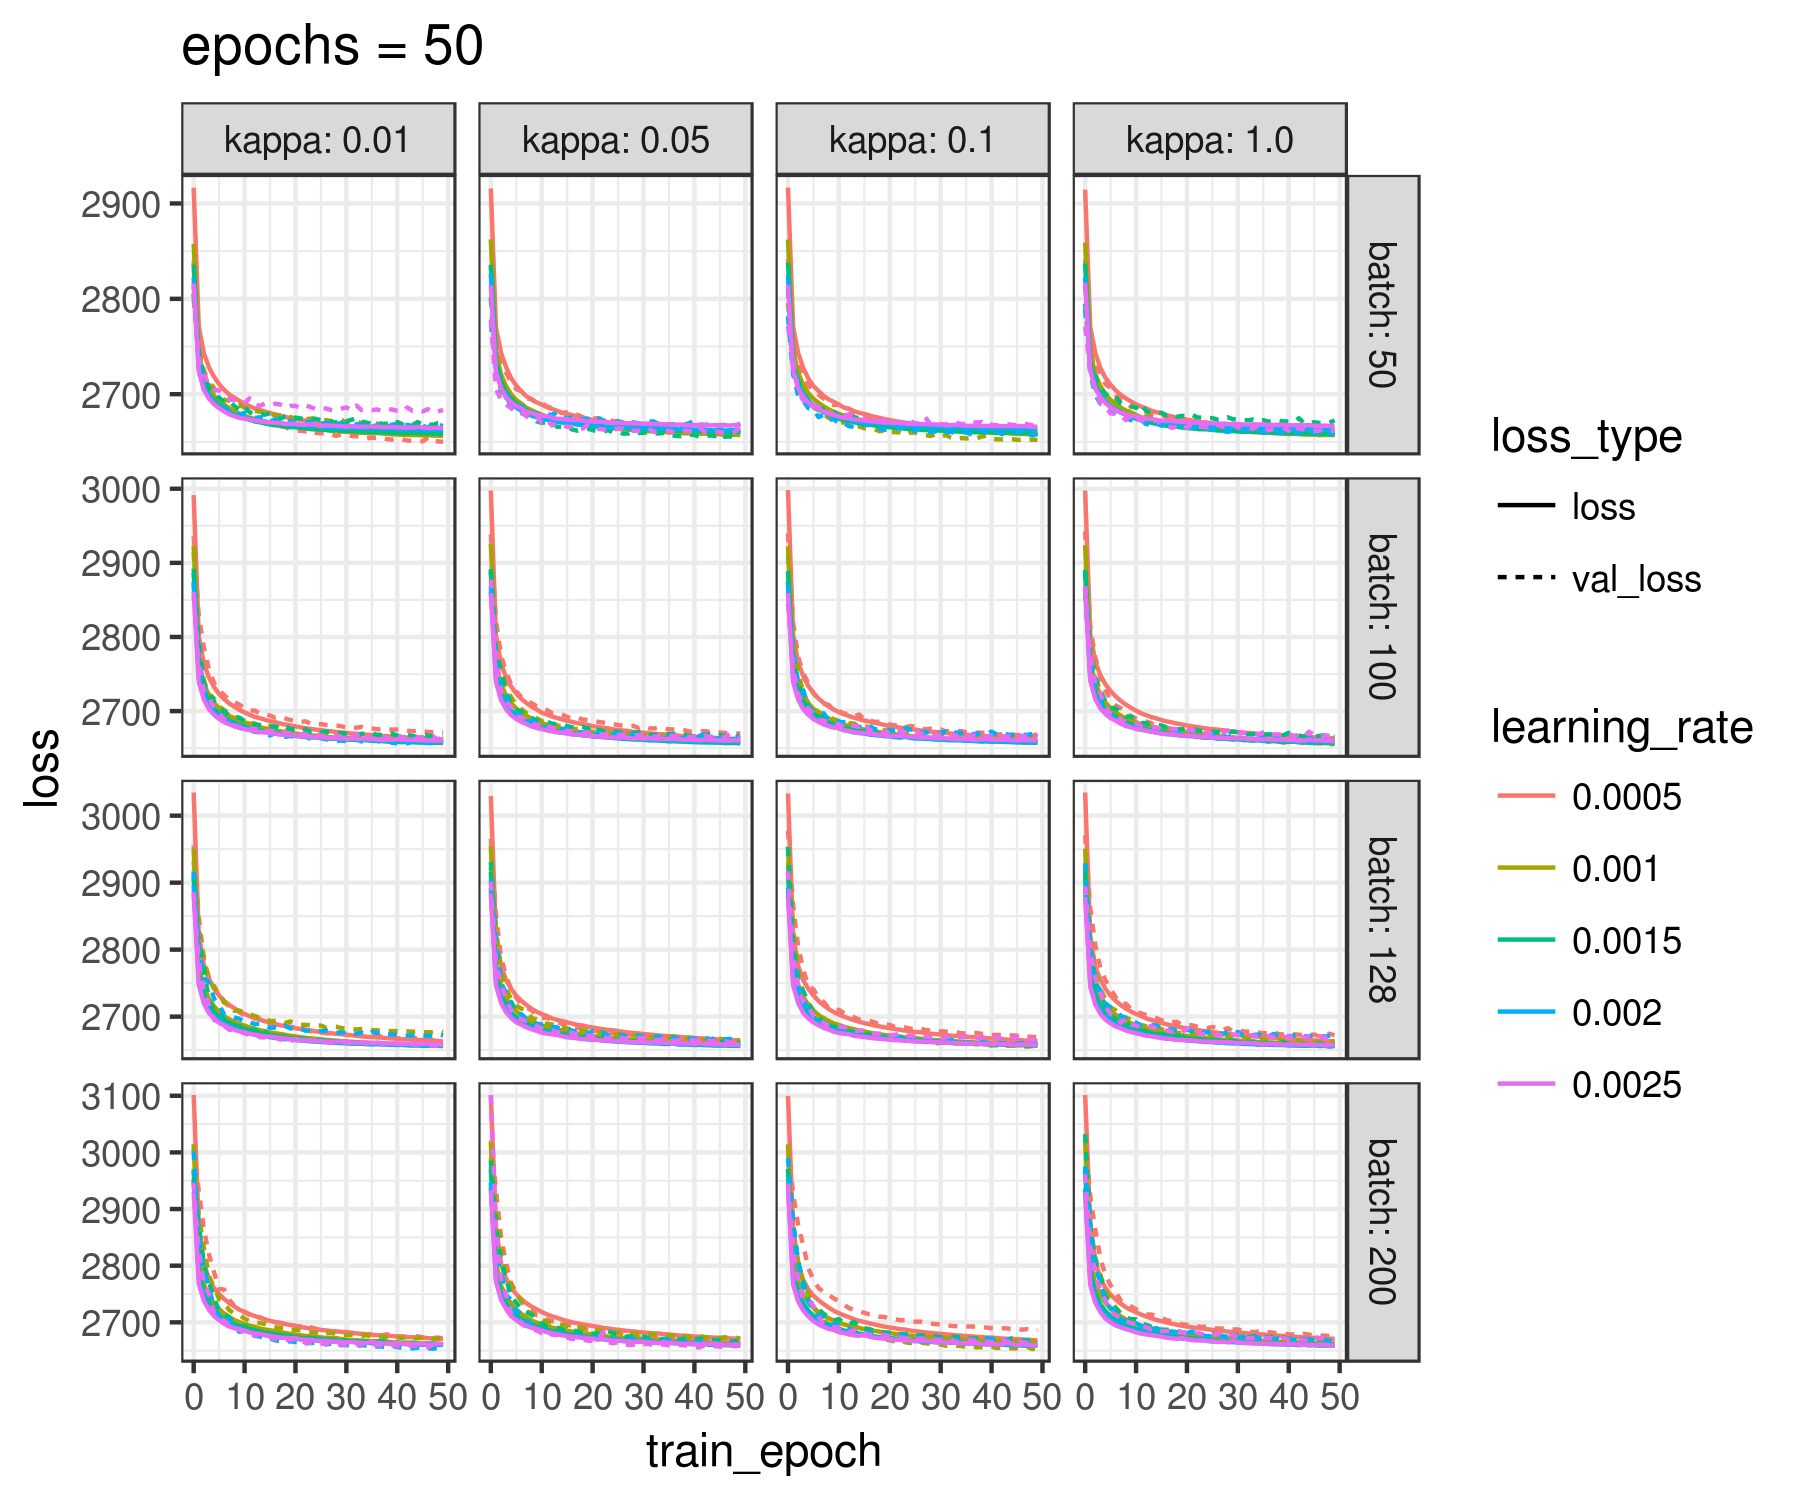 epochs = 50
kappa: 0.01
kappa: 0.05
kappa: 0.1
kappa: 1.0
2900
2800
2700
batch: 50
3000
2900
2800
2700
batch: 100
3000
2900
2800
2700
batch: 128
3100
3000
2900
2800
2700
batch: 200
0 10 20 30 40 50
0 10 20 30 40 50
0 10 20 30 40 50
0 10 20 30 40 50
train_epoch
loss
loss_type
loss
val_loss
learning_rate
0.0005
0.001
0.0015
0.002
0.0025